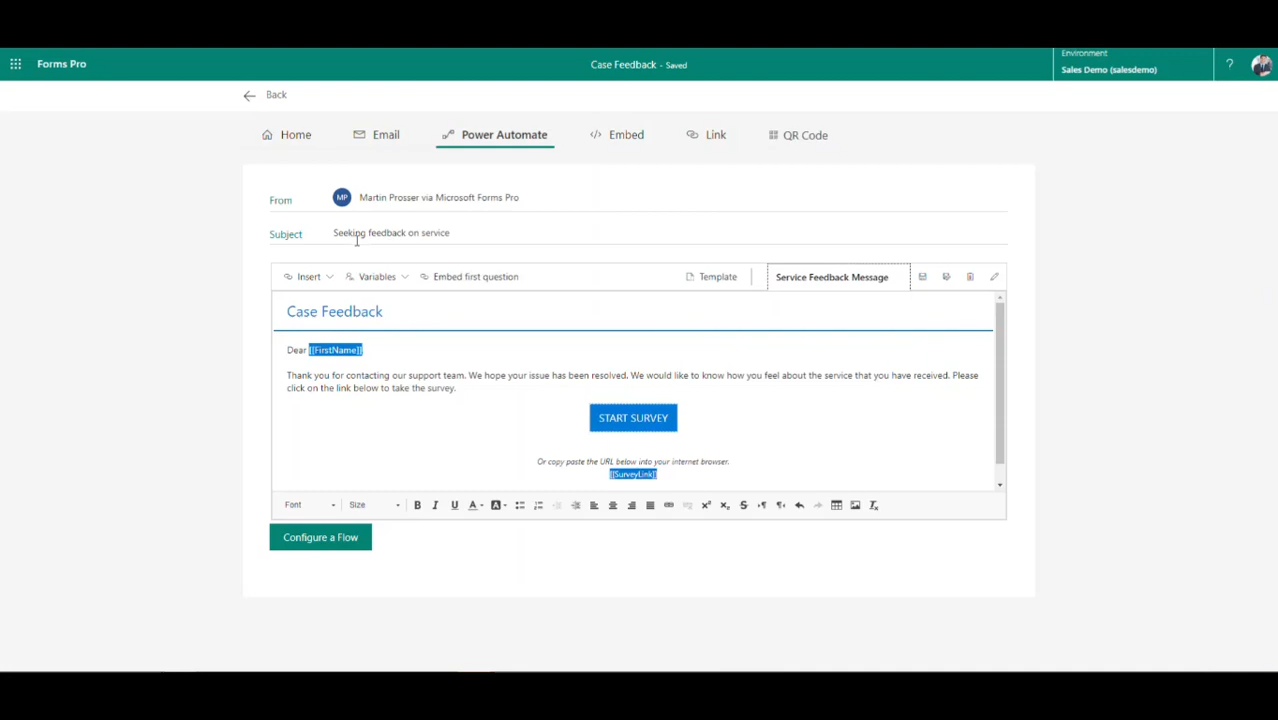 Forms Pro
Case Feedback - Saved
Environment
Sales Demo (salesdemo)
?
Back
Home
Email
Power Automate
Embed
Link
QR Code
From
MP
Martin Prosser via Microsoft Forms Pro
Subject
Seeking feedback on service
Insert
Variables
Embed first question
Template
Service Feedback Message
Case Feedback
Dear {{FirstName}}
Thank you for contacting our support team. We hope your issue has been resolved. We would like to know how you feel about the service that you have received. Please
click on the link below to take the survey.
START SURVEY
Or copy paste the URL below into your internet browser.
{{SurveyLink}}
Font
Size
Configure a Flow